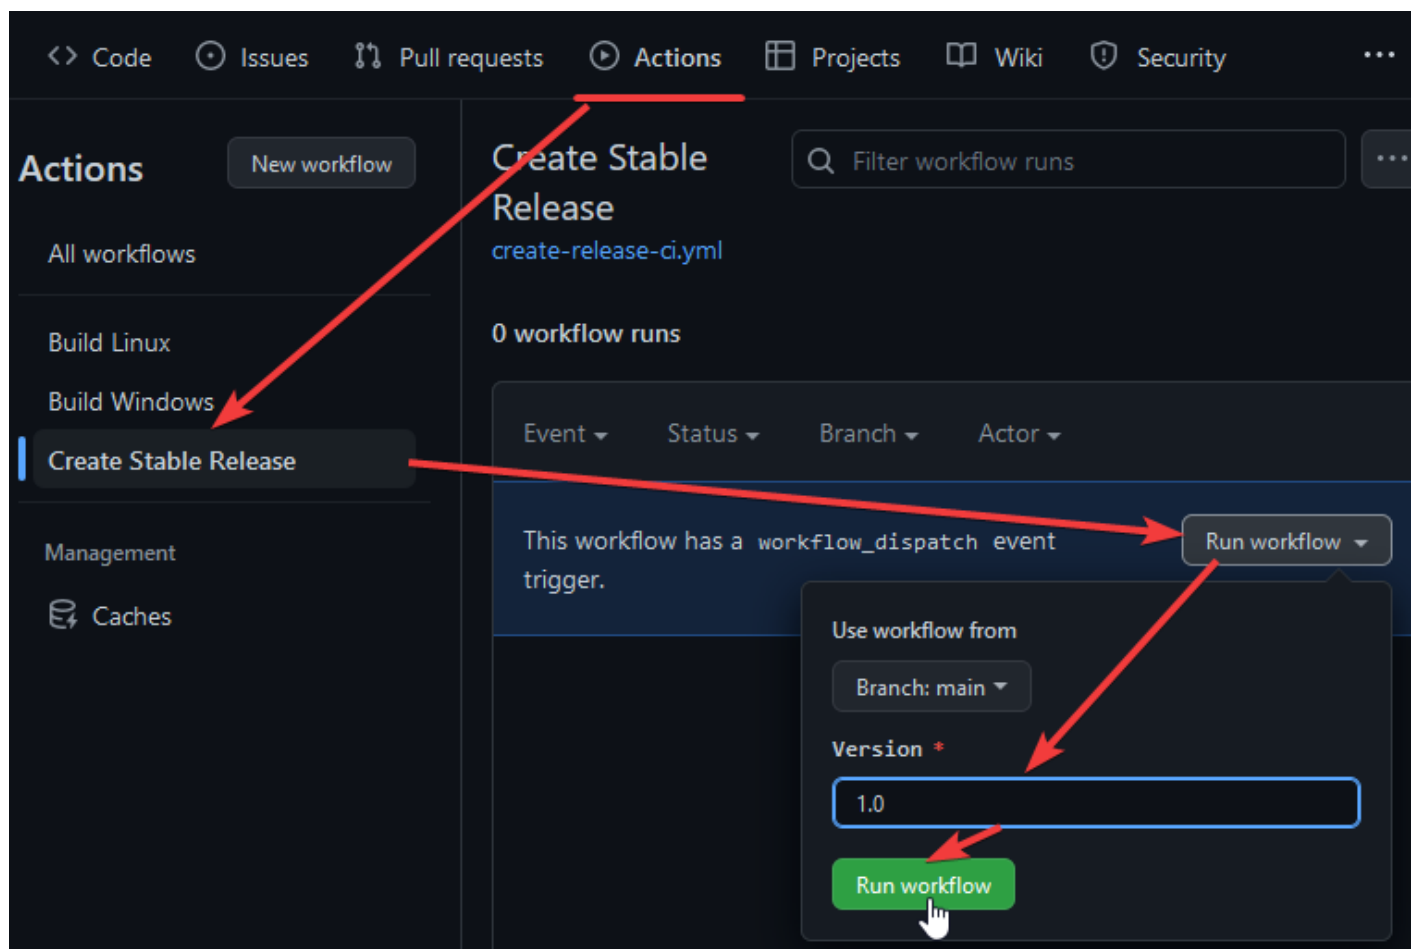 Code Issues Pull requests Actions Projects Wiki Security
Actions
New workflow
All workflows
Build Linux
Build Windows
Create Stable Release
Management
Caches
Create Stable
Release
create-release-ci.yml
Filter workflow runs
0 workflow runs
Event Status Branch Actor
This workflow has a workflow_dispatch event
trigger.
Run workflow
Use workflow from
Branch: main
Version *
1.0
Run workflow